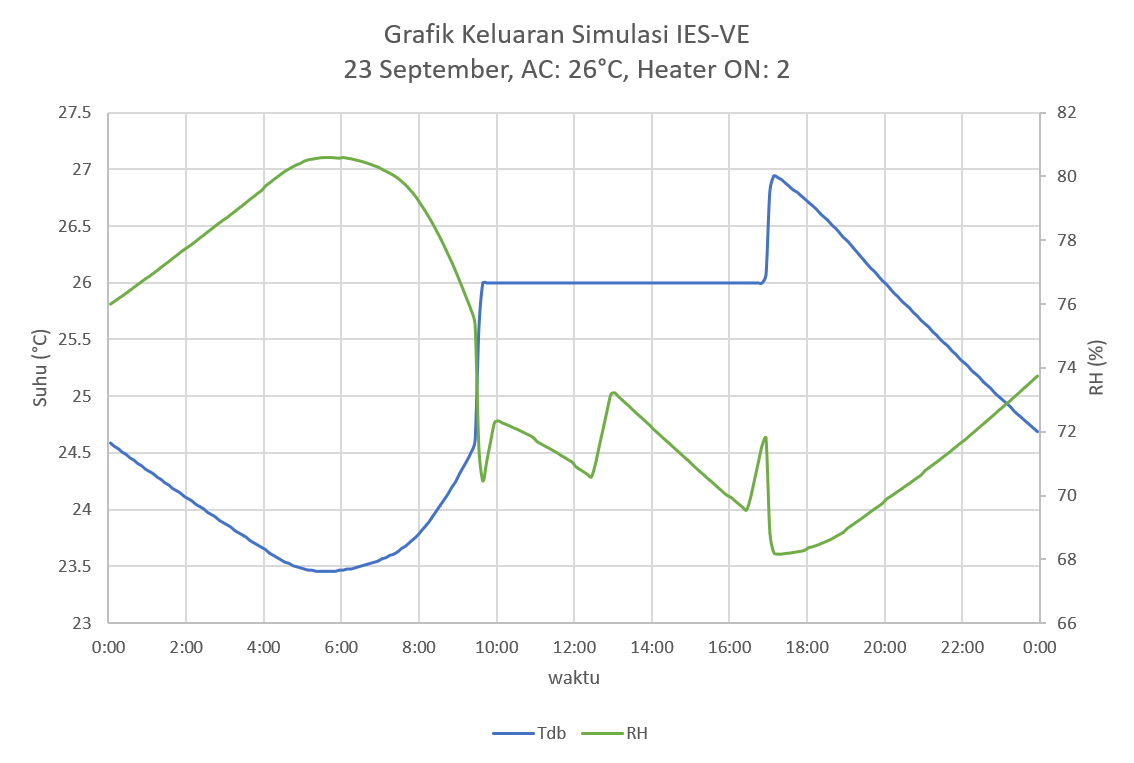 Grafik Keluaran Simulasi IES-VE
23 September, AC: 26°C, Heater ON: 2
27.5
27
26.5
26
25.5
25
24.5
24
23.5
23
Suhu (°C)
82
80
78
76
74
72
70
68
66
RH (%)
0:00 2:00 4:00 6:00 8:00 10:00 12:00 14:00 16:00 18:00 20:00 22:00 0:00
waktu
Tdb RH